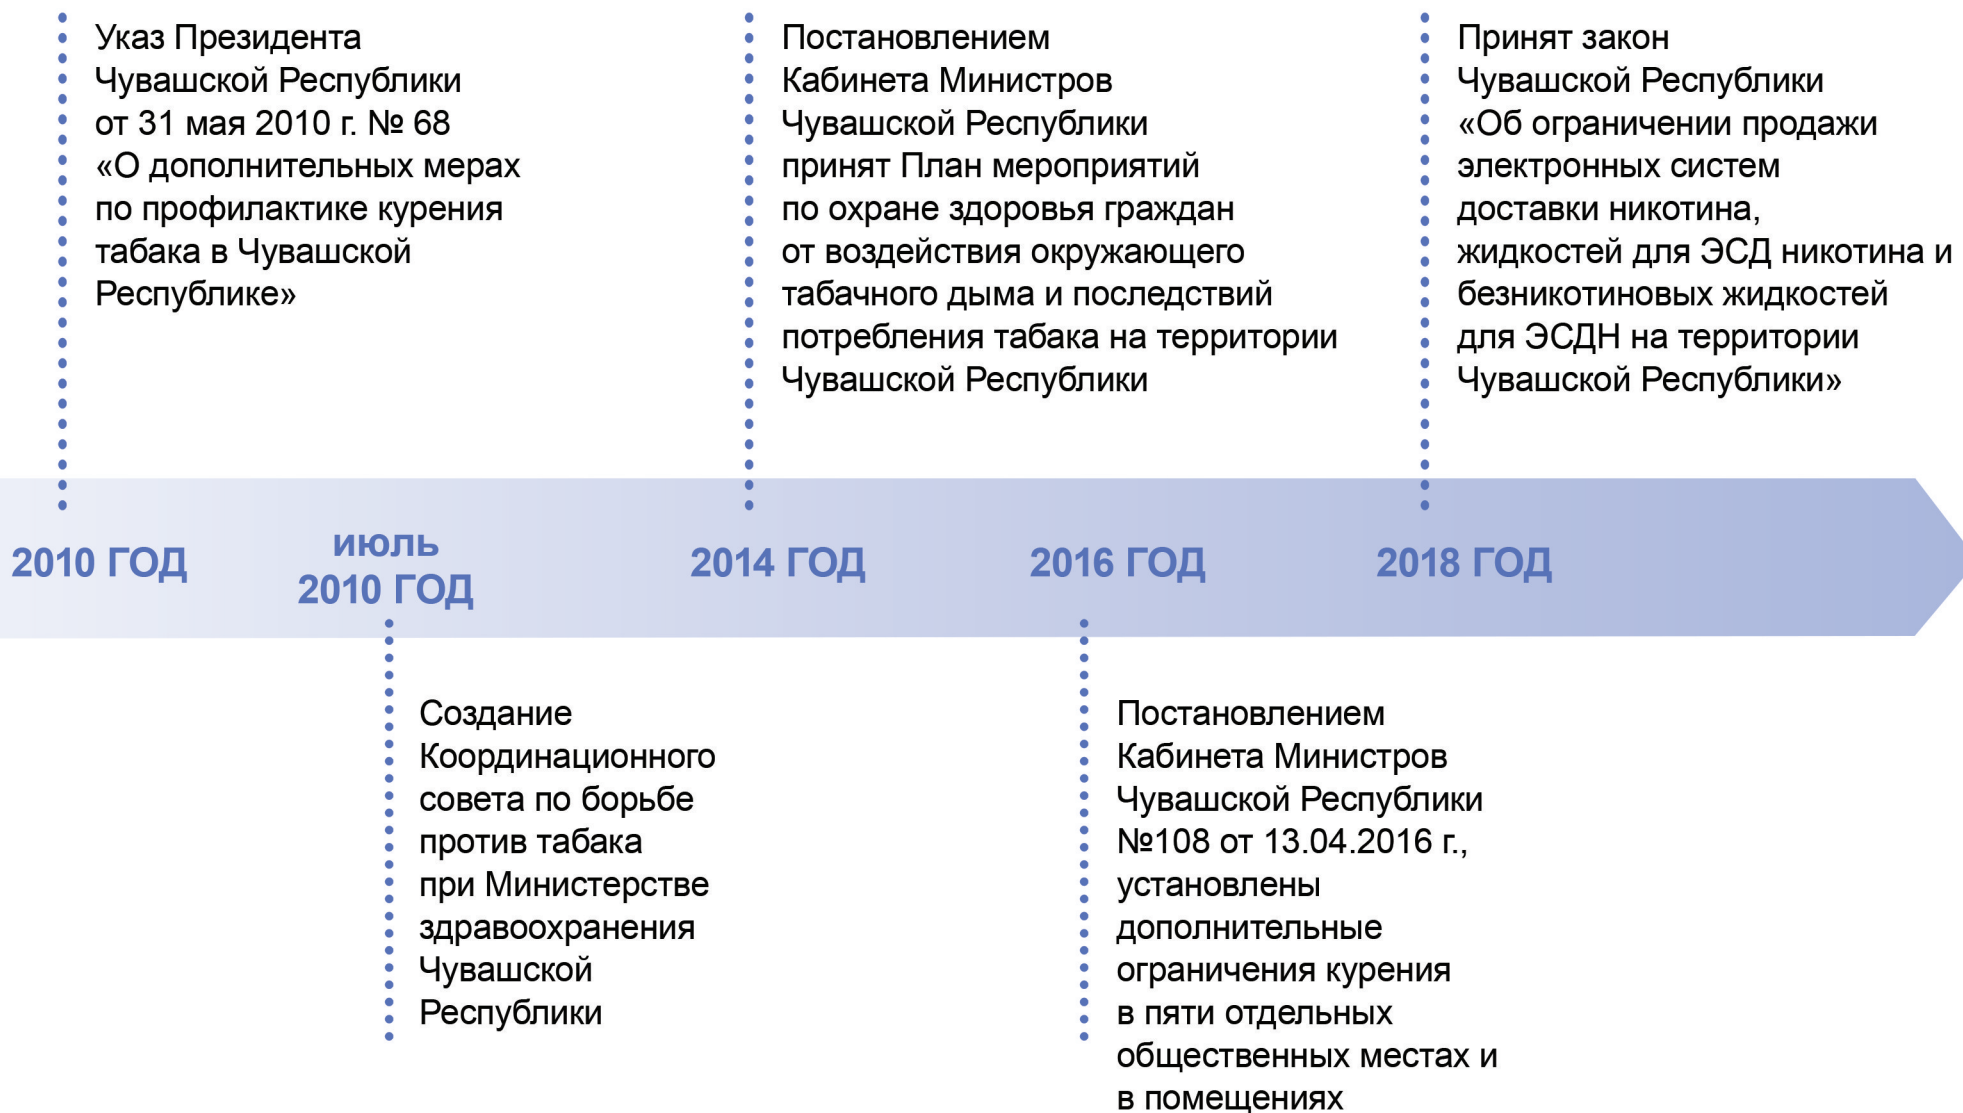 Указ Президента
Чувашской Республики
от 31 мая 2010 г. № 68
«О дополнительных мерах
по профилактике курения
табака в Чувашской
Республике»
Постановлением
Кабинета Министров
Чувашской Республики
принят План мероприятий
по охране здоровья граждан
от воздействия окружающего
табачного дыма и последствий
потребления табака на территории
Чувашской Республики
Принят закон
Чувашской Республики
«Об ограничении продажи
электронных систем
доставки никотина,
жидкостей для ЭСД никотина и
безникотиновых жидкостей
для ЭСДН на территории
Чувашской Республики»
2010 ГОД
июль
2010 ГОД
2014 ГОД
2016 ГОД
2018 ГОД
Создание
Координационного
совета по борьбе
против табака
при Министерстве
здравоохранения
Чувашской
Республики
Постановлением
Кабинета Министров
Чувашской Республики
№108 от 13.04.2016 г.,
установлены
дополнительные
ограничения курения
в пяти отдельных
общественных местах и
в помещениях